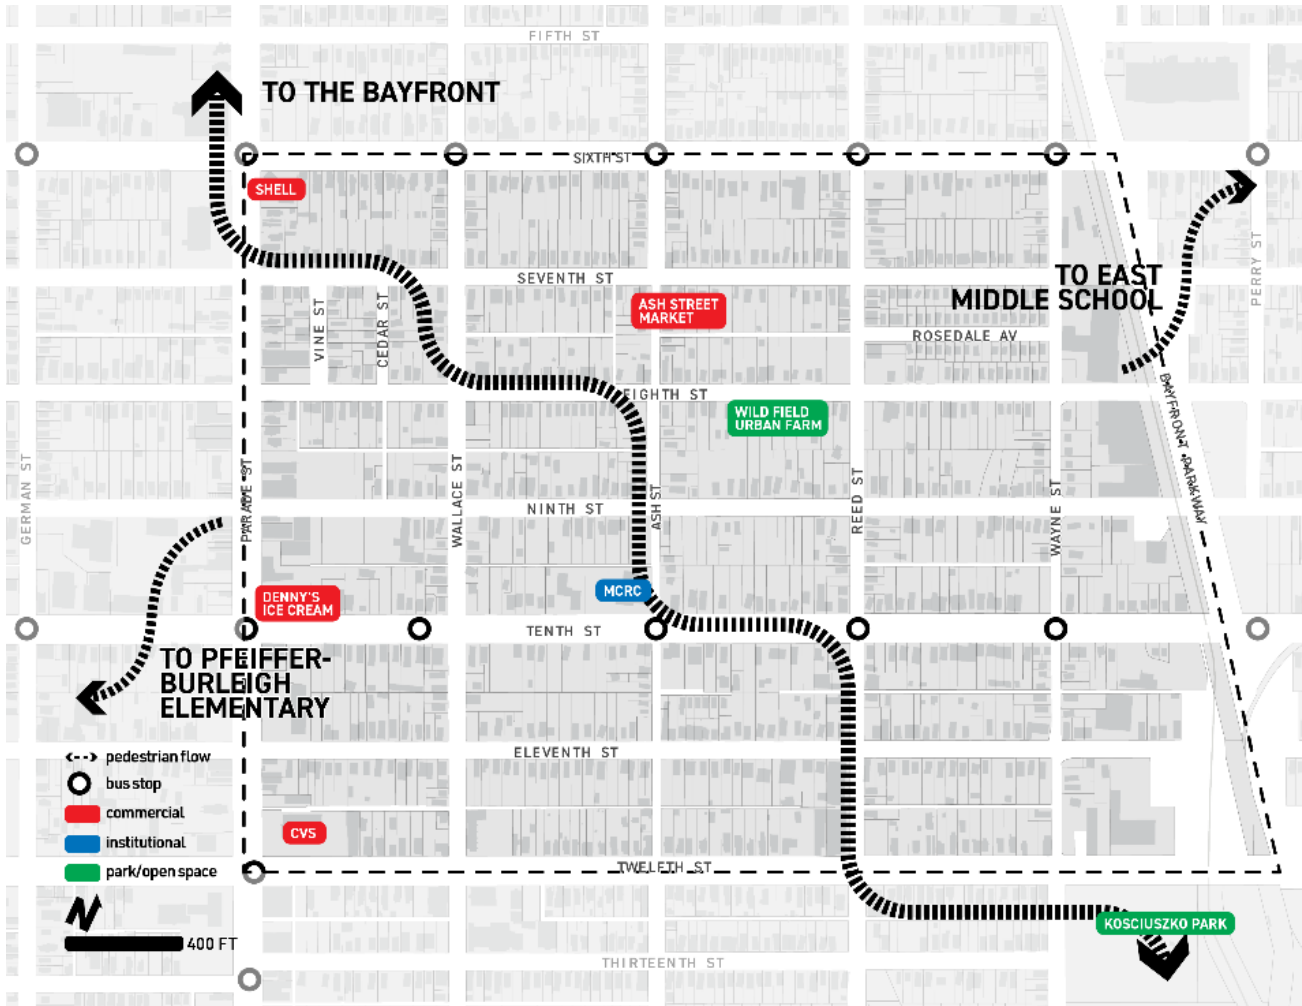 FIFTH ST
TO THE BAYFRONT
SIXTH ST
SHELL
PERRY ST
SEVENTH ST
TO EAST
MIDDLE SCHOOL
ASH STREET
MARKET
VINE ST
CEDAR ST
ROSEDALE AV
EIGHTH ST
WILD FIELD
URBAN FARM
BAYFRONT PARKWAY
GERMAN ST
PARADE ST
WALLACE ST
NINTH ST
ASH ST
REED ST
WAYNE ST
DENNY'S
ICE CREAM
MCRC
TENTH ST
TO PFEIFFER-
BURLEIGH
ELEMENTARY
ELEVENTH ST
pedestrian flow
bus stop
commercial
institutional
park/open space
CVS
TWELFTH ST
N
400 FT
KOSCIUSZKO PARK
THIRTEENTH ST